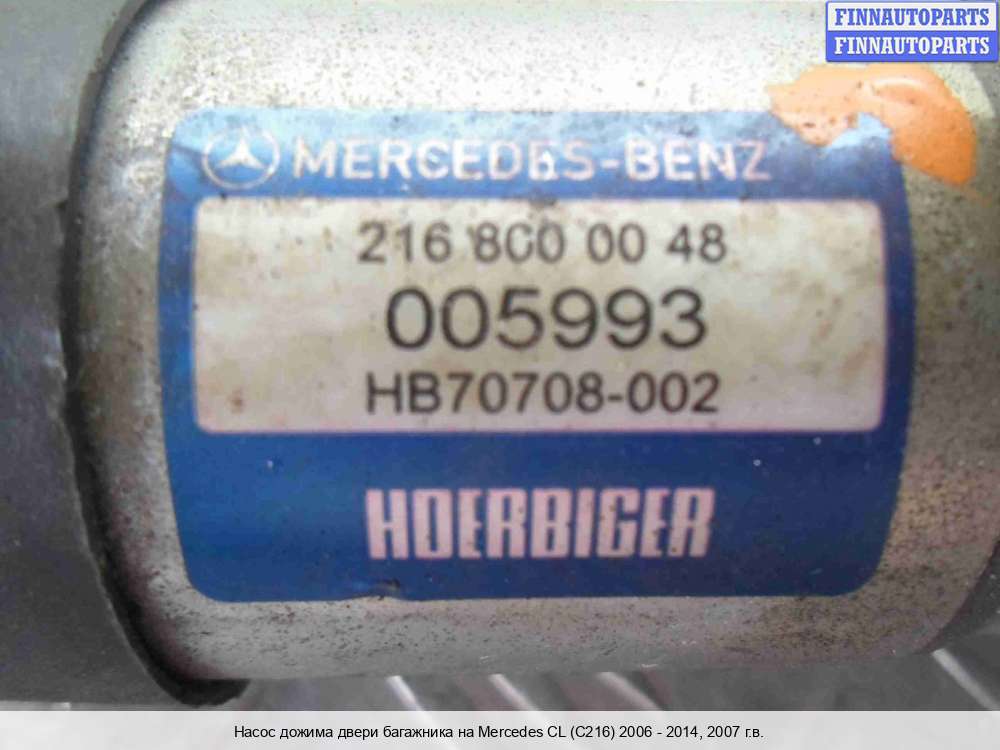 FINNAUTOPARTS
FINNAUTOPARTS
MERCEDES-BENZ
216 800 00 48
005993
HB70708-002
HOERBIGER
Насос дожима двери багажника на Mercedes CL (C216) 2006 - 2014, 2007 г.в.